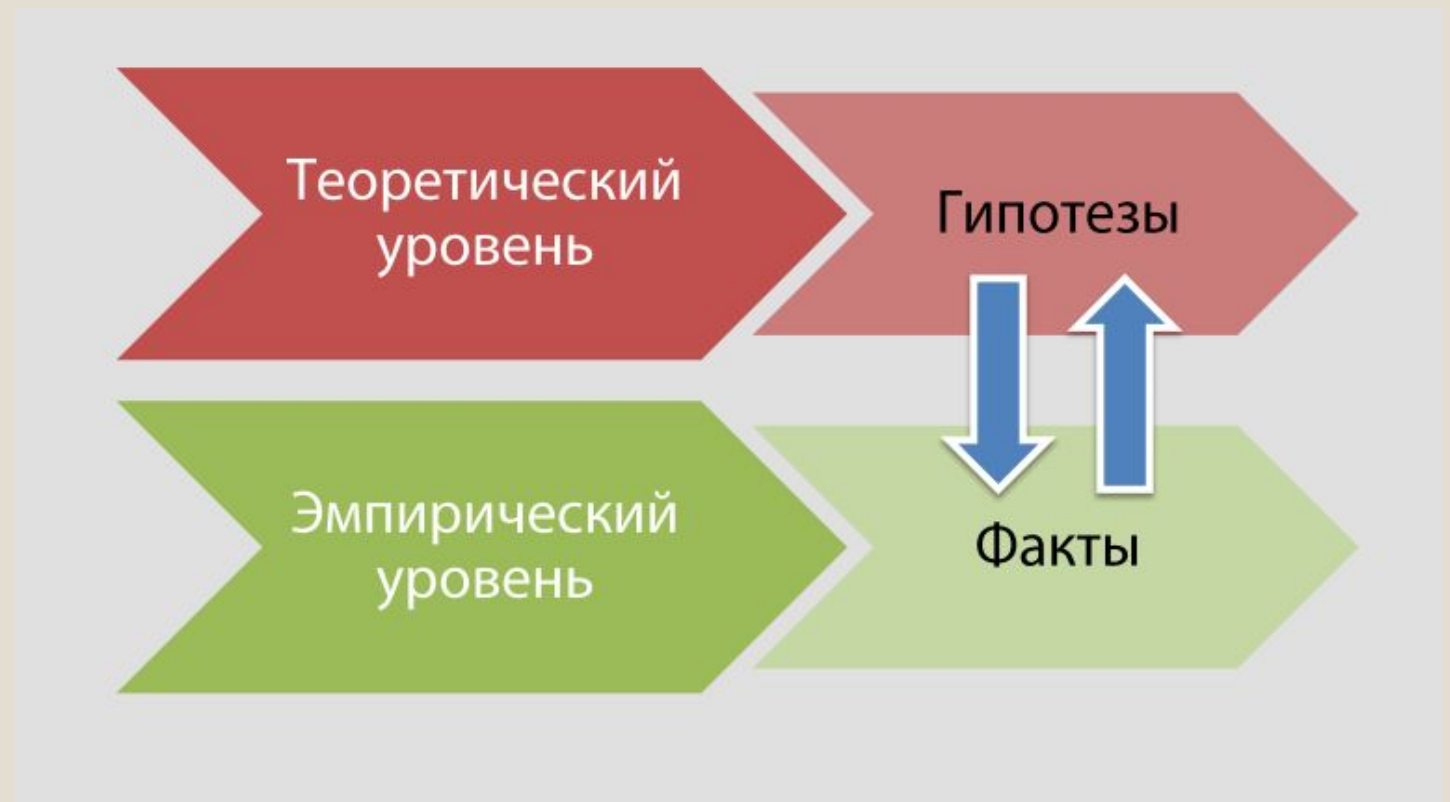 Теоретический
уровень
Гипотезы
Эмпирический
уровень
Факты